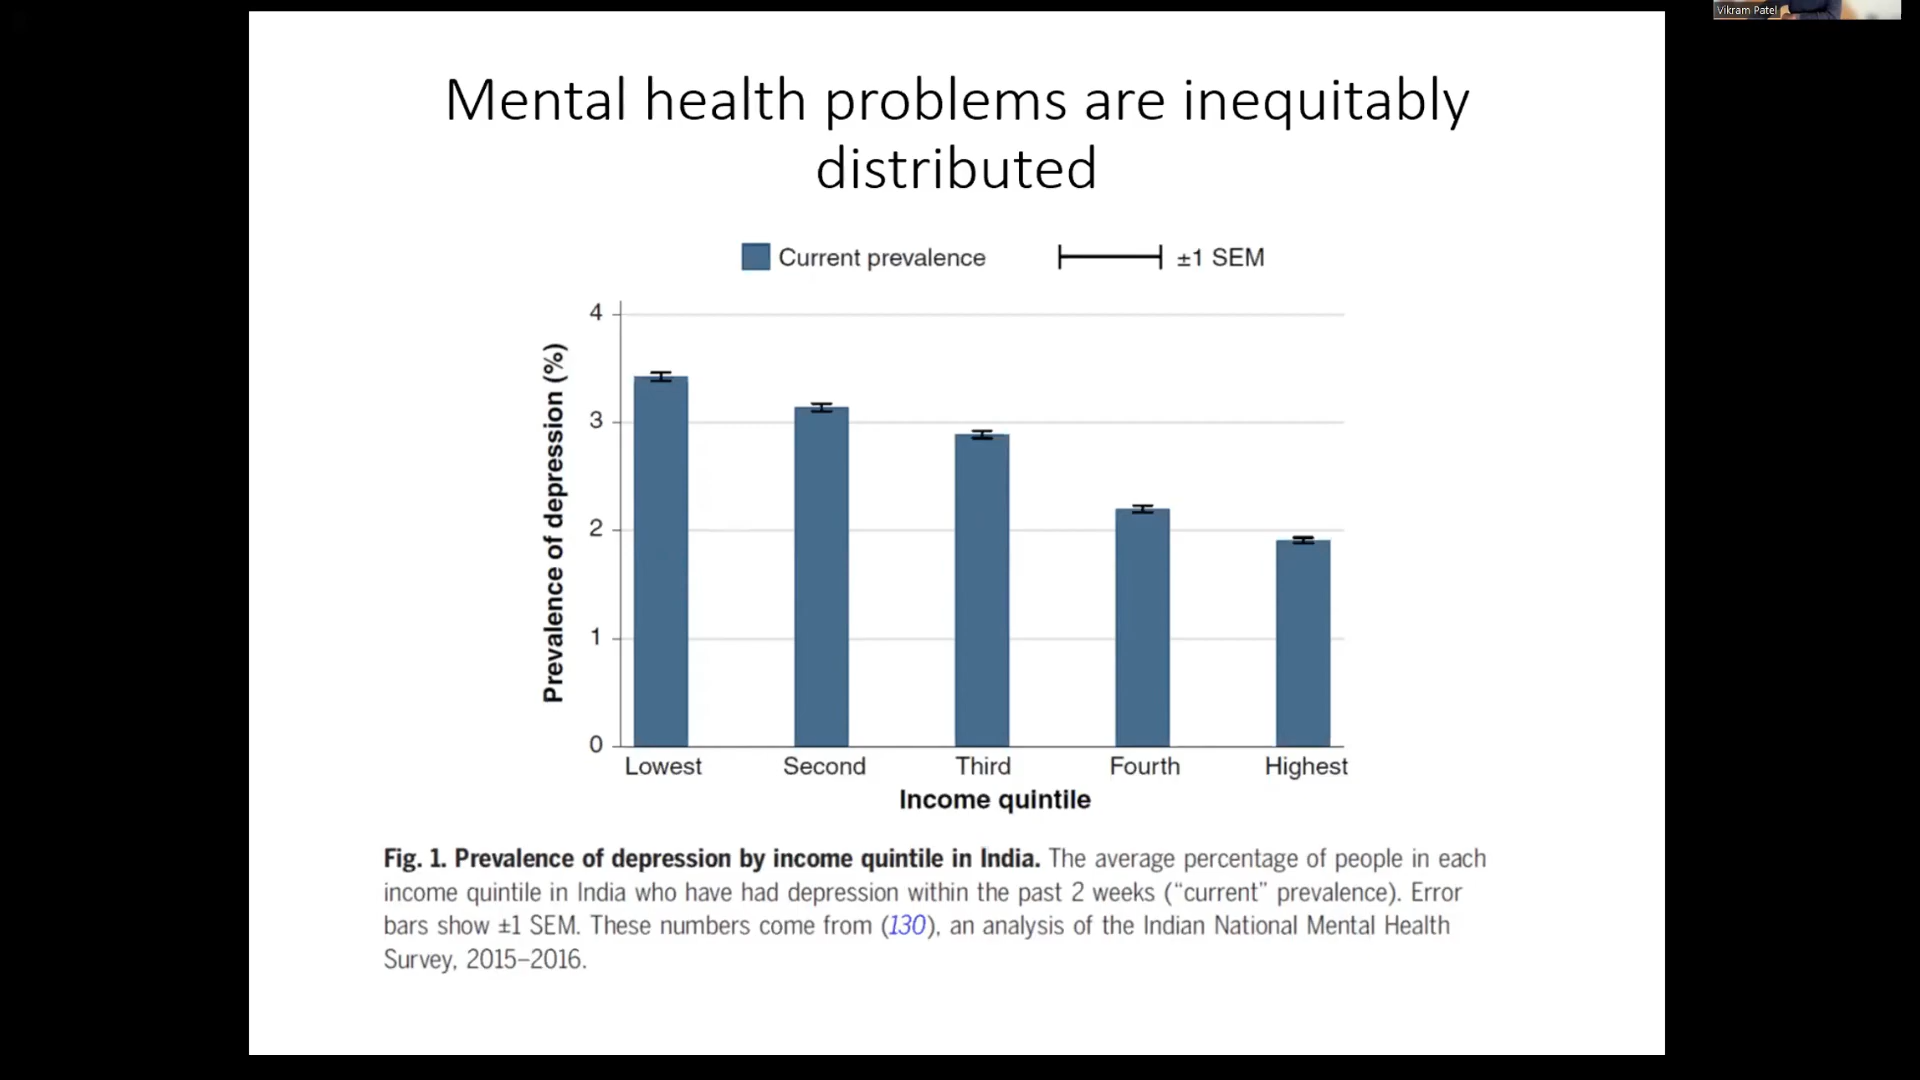 Vikram Patel
Mental health problems are inequitably
distributed
Current prevalence ±1 SEM
Prevalence of depression (%)
4
3
2
1
0
Lowest Second Third Fourth Highest
Income quintile
Fig. 1. Prevalence of depression by income quintile in India. The average percentage of people in each
income quintile in India who have had depression within the past 2 weeks (“current” prevalence). Error
bars show ±1 SEM. These numbers come from (130), an analysis of the Indian National Mental Health
Survey, 2015–2016.